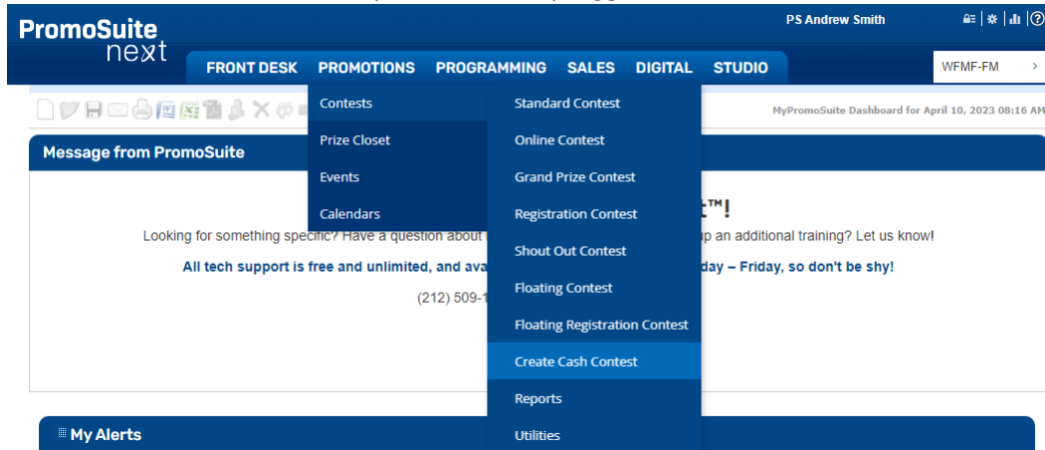 PromoSuite
next
PS Andrew Smith
FRONT DESK PROMOTIONS PROGRAMMING SALES DIGITAL STUDIO
WFMF-FM
Contests
Standard Contest
MyPromoSuite Dashboard for April 10, 2023 08:16 AM
Prize Closet
Online Contest
Message from PromoSuite
Events
Grand Prize Contest
Calendars
Registration Contest
t™!
Looking for something specific? Have a question about
up an additional training? Let us know!
Shout Out Contest
All tech support is free and unlimited, and ava
day – Friday, so don't be shy!
Floating Contest
(212) 509-1
Floating Registration Contest
Create Cash Contest
Reports
My Alerts
Utilities